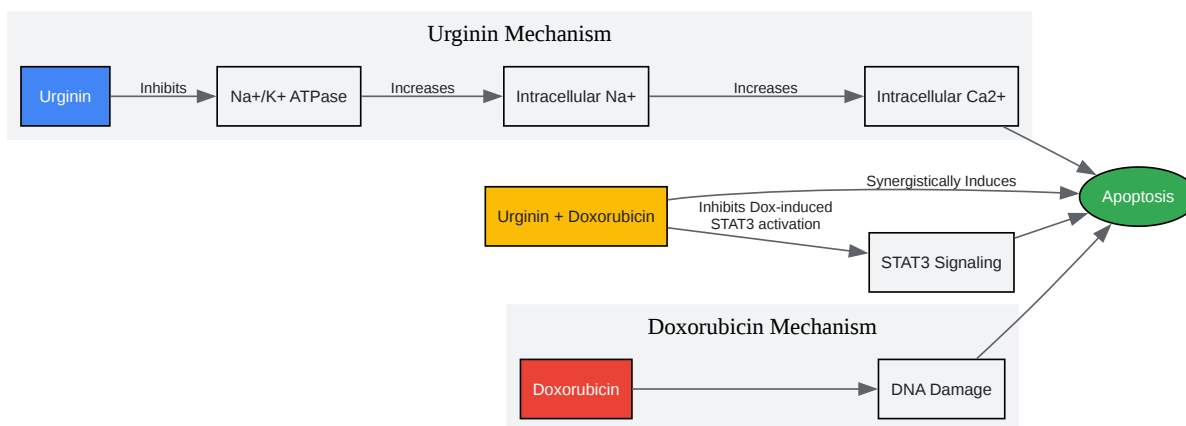 Urginin Mechanism
Urginin
Inhibits
Na+/K+ ATPase
Increases
Intracellular Na+
Increases
Intracellular Ca2+
Synergistically Induces
Apoptosis
Urginin + Doxorubicin
Inhibits Dox-induced
STAT3 activation
STAT3 Signaling
Doxorubicin Mechanism
Doxorubicin
DNA Damage